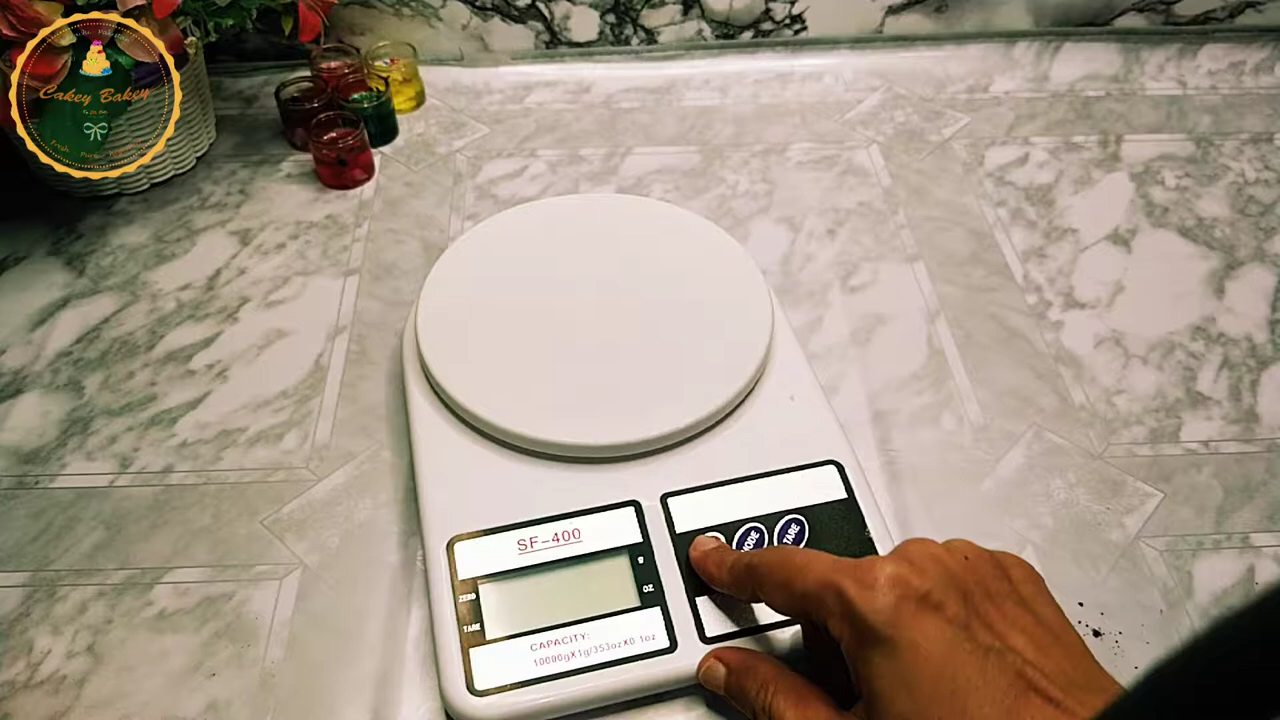 Cakey Bakey
SF-400
ZERO
g
TARE
OZ
CAPACITY:
10000gX1g/353ozX0.1oz
MODE
TARE